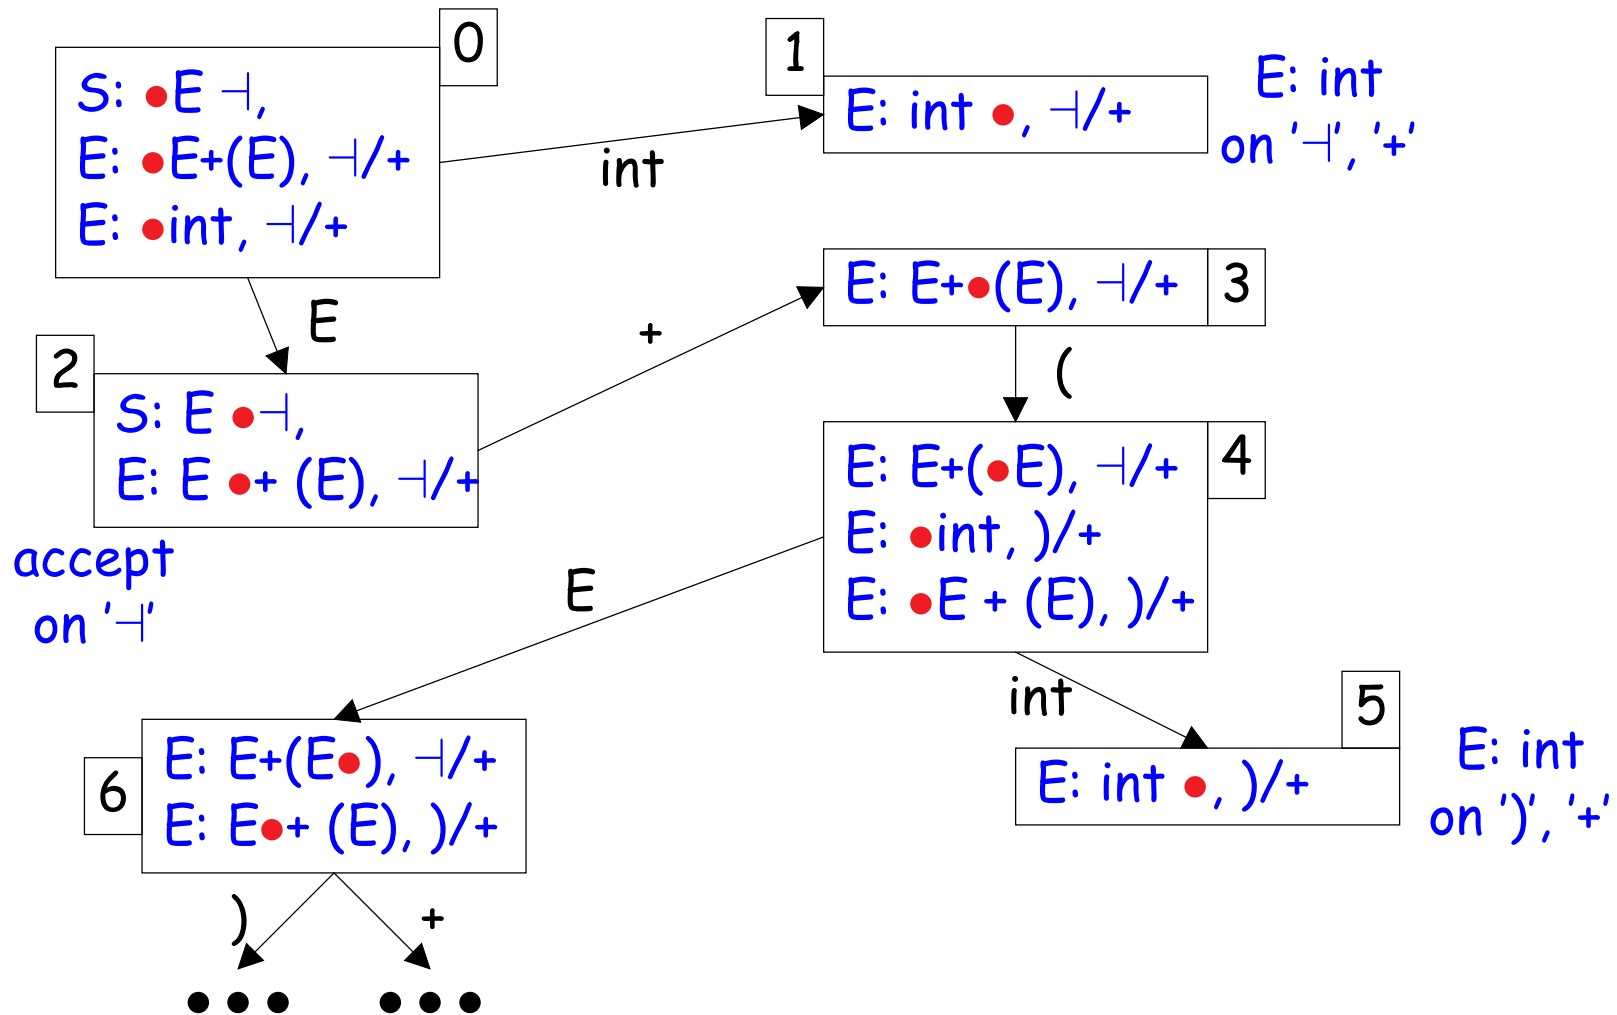 0
S: •E ⊣,
E: •E+(E), ⊣/+
E: •int, ⊣/+
int
1
E: int •, ⊣/+
E: int
on '⊣', '+'
E
2
S: E •⊣,
E: E •+ (E), ⊣/+
accept
on '⊣'
+
E: E+•(E), ⊣/+
3
(
4
E: E+(•E), ⊣/+
E: •int, )/+
E: •E + (E), )/+
E
int
5
E: int •, )/+
E: int
on ')', '+'
6
E: E+(E•), ⊣/+
E: E•+ (E), )/+
)
+
••• •••